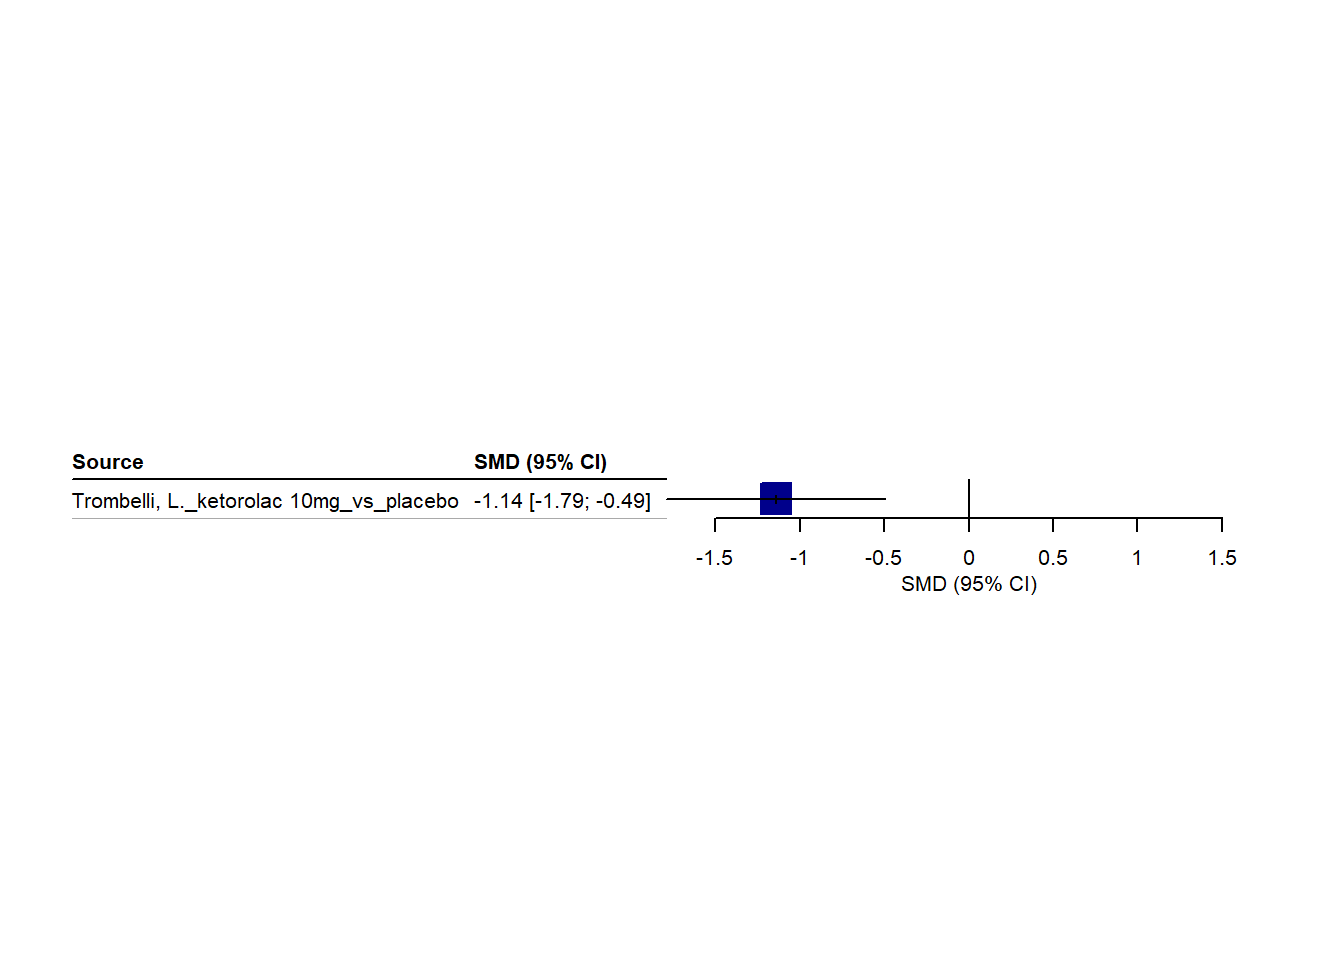 Source SMD (95% CI)
Trombelli, L._ketorolac 10mg_vs_placebo -1.14 [-1.79; -0.49]
-1.5 -1 -0.5 0 0.5 1 1.5
SMD (95% CI)